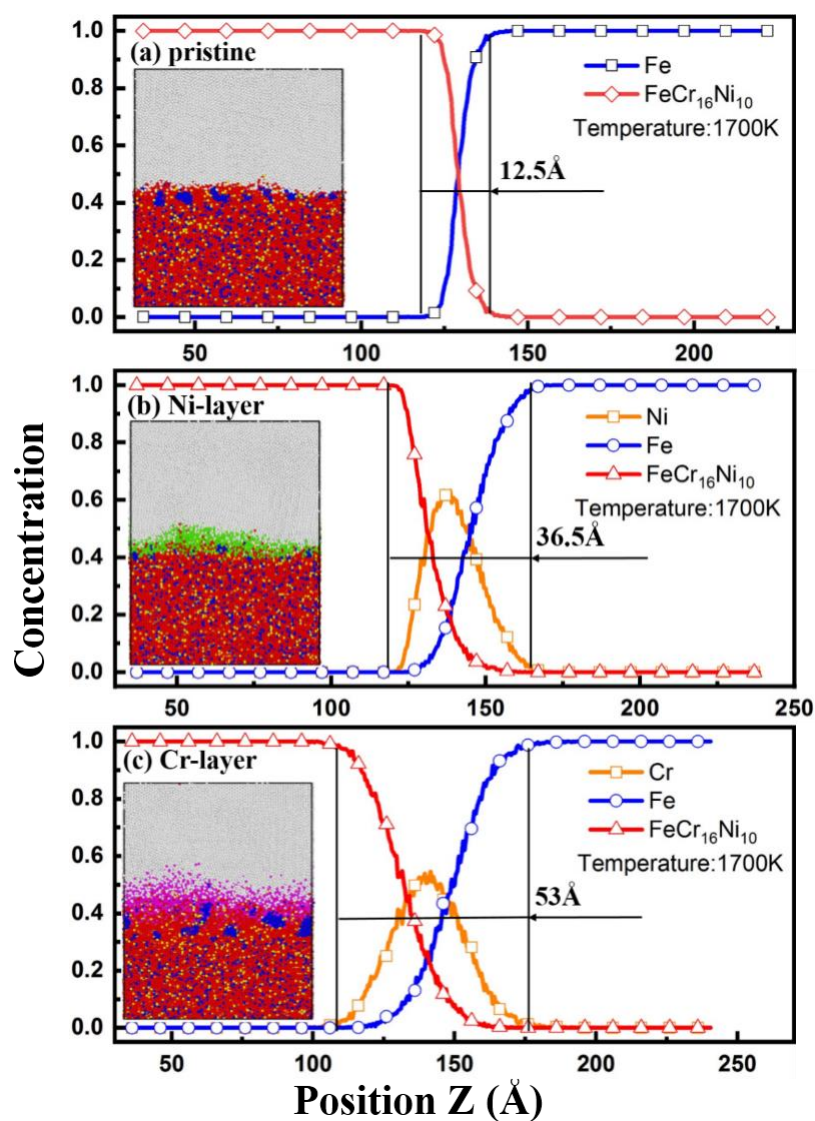 Concentration
1.0
0.8
0.6
0.4
0.2
0.0
(a) pristine
Fe
FeCr₁₆Ni₁₀
Temperature:1700K
12.5Å
50
100
150
200
1.0
0.8
0.6
0.4
0.2
0.0
(b) Ni-layer
Ni
Fe
FeCr₁₆Ni₁₀
Temperature:1700K
36.5Å
50
100
150
200
250
1.0
0.8
0.6
0.4
0.2
0.0
(c) Cr-layer
Cr
Fe
FeCr₁₆Ni₁₀
Temperature:1700K
53Å
50
100
150
200
250
Position Z (Å)